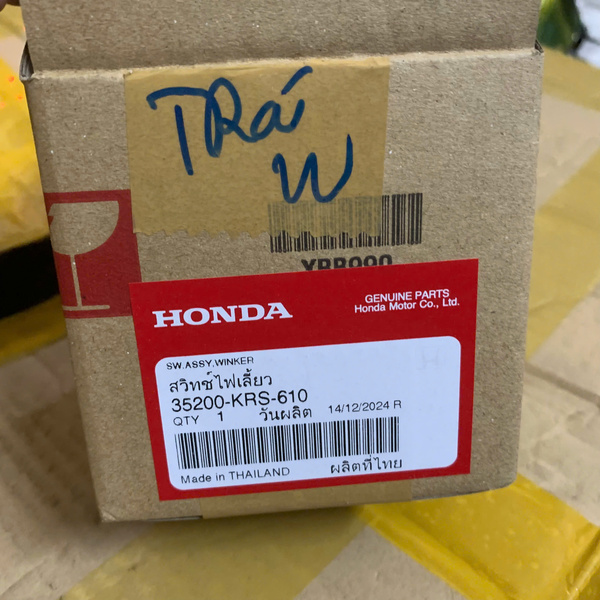 TRái
W
HONDA
GENUINE PARTS
Honda Motor Co., Ltd.
SW.ASSY,WINKER
สวิทช์ไฟเลี้ยว
35200-KRS-610
QTY 1 วันผลิต 14/12/2024 R
Made in THAILAND ผลิตที่ไทย